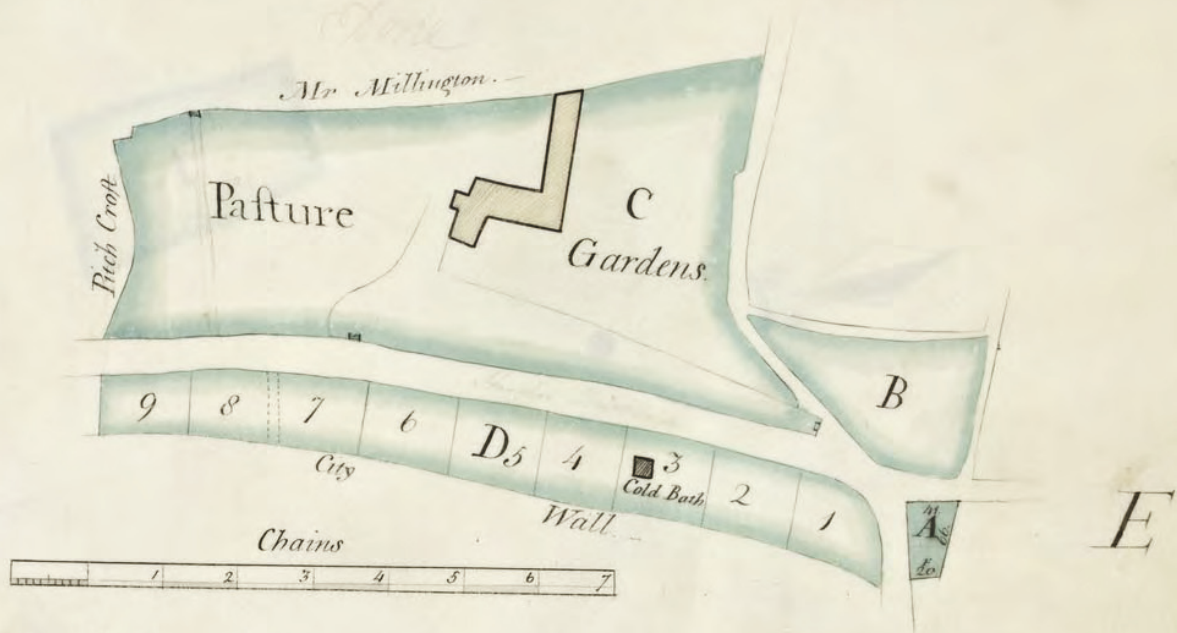 Mr Millington.
Pitch Croft
Paſture
C
Gardens.
B
9
8
7
6
D5
4
3
Cold Bath
2
1
City
Wall
A
E
Chains
1 2 3 4 5 6 7